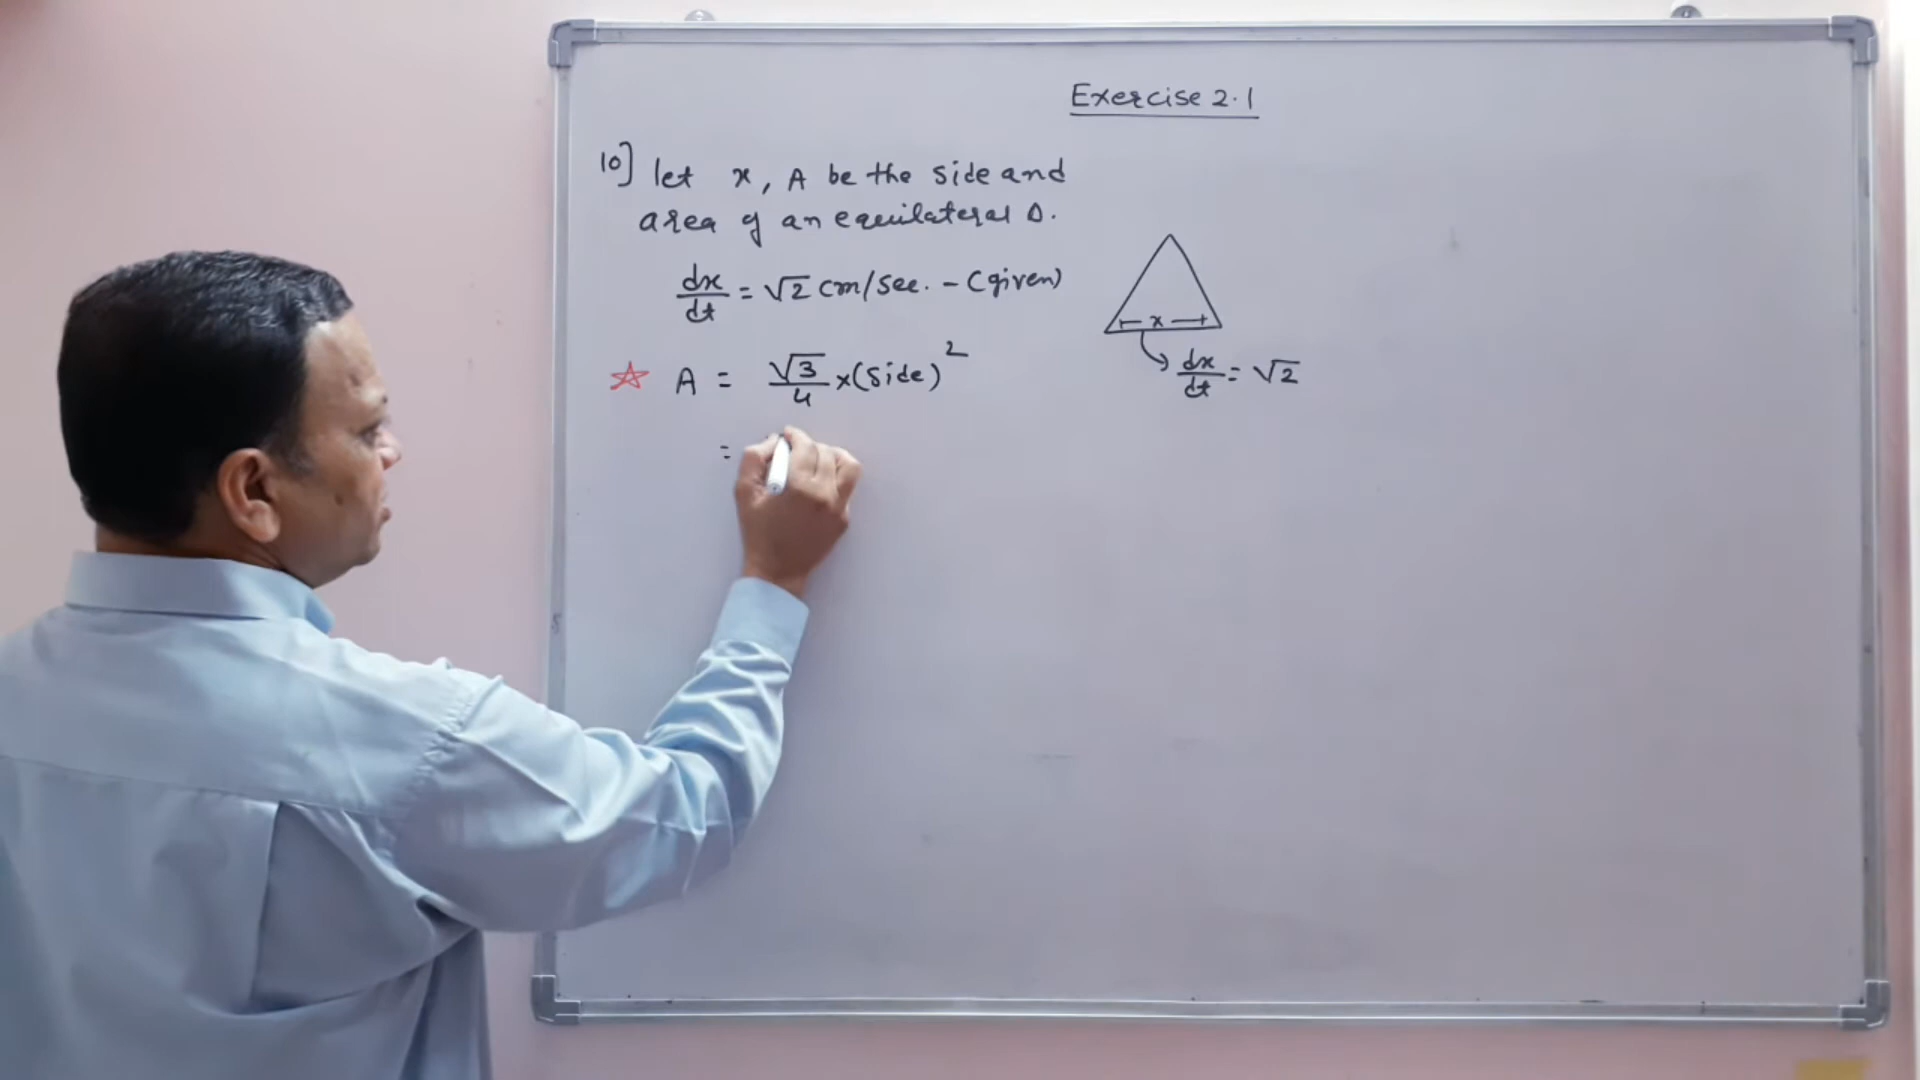 Exercise 2.1
10] let x, A be the side and
area of an equilateral Δ.
dx/dt = √2 cm/sec. - (given)
☆ A = √3/4 x (side)²
=
x
dx/dt = √2